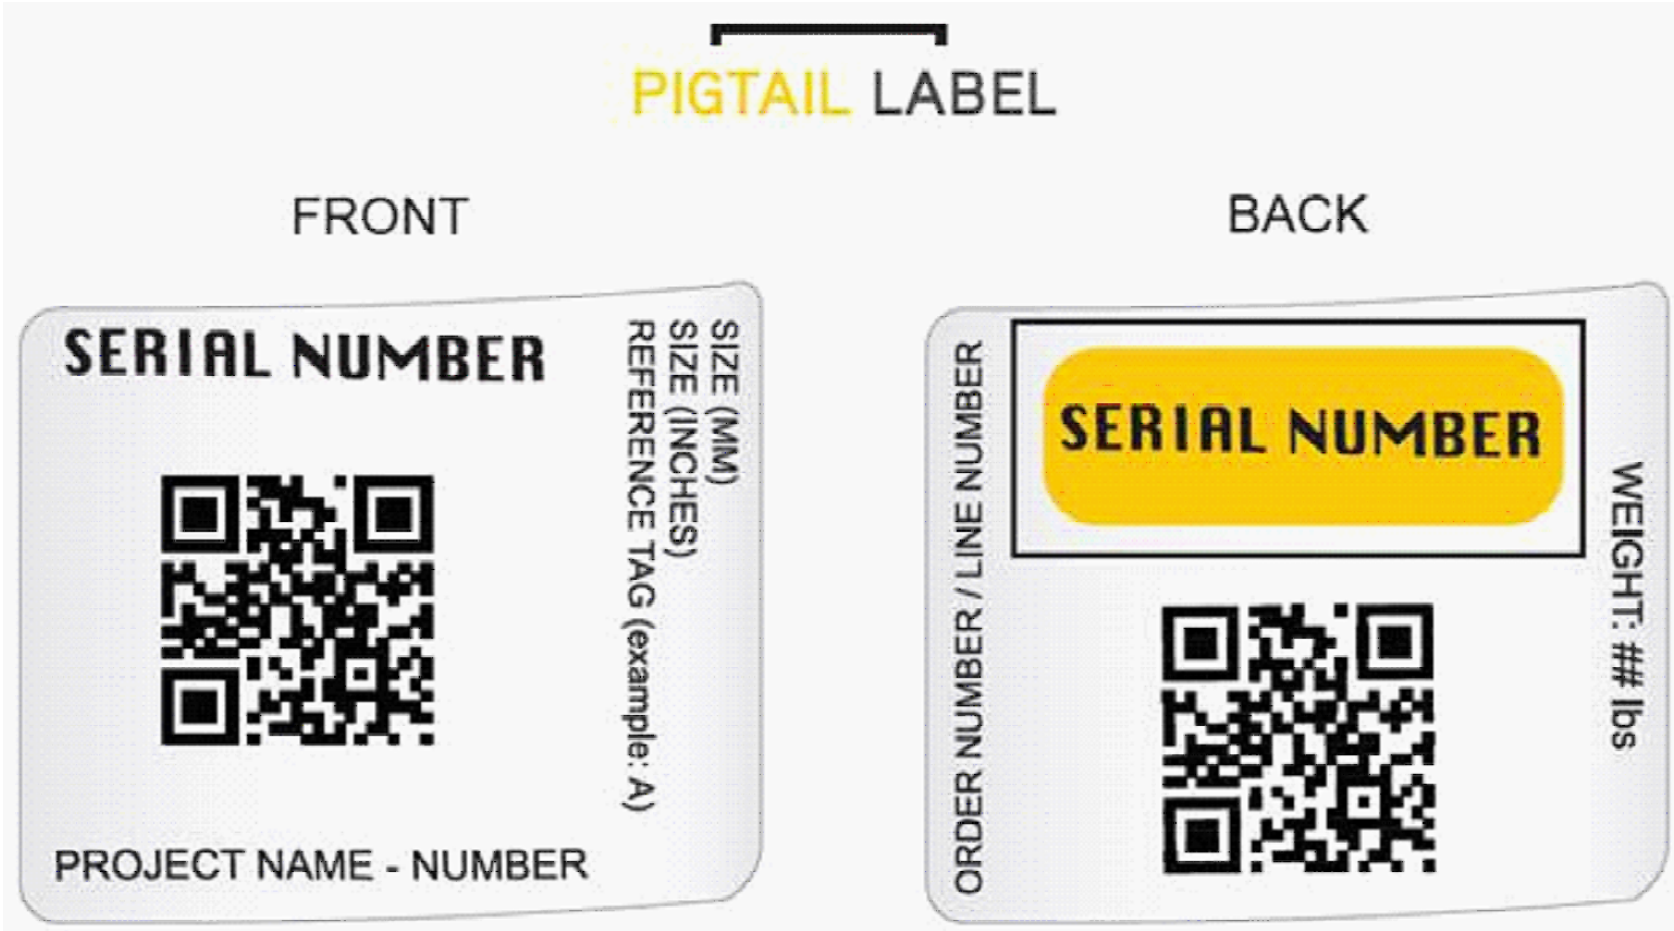 PIGTAIL LABEL
FRONT
SERIAL NUMBER
SIZE (MM)
SIZE (INCHES)
REFERENCE TAG (example: A)
PROJECT NAME - NUMBER
BACK
ORDER NUMBER / LINE NUMBER
SERIAL NUMBER
WEIGHT: ## lbs